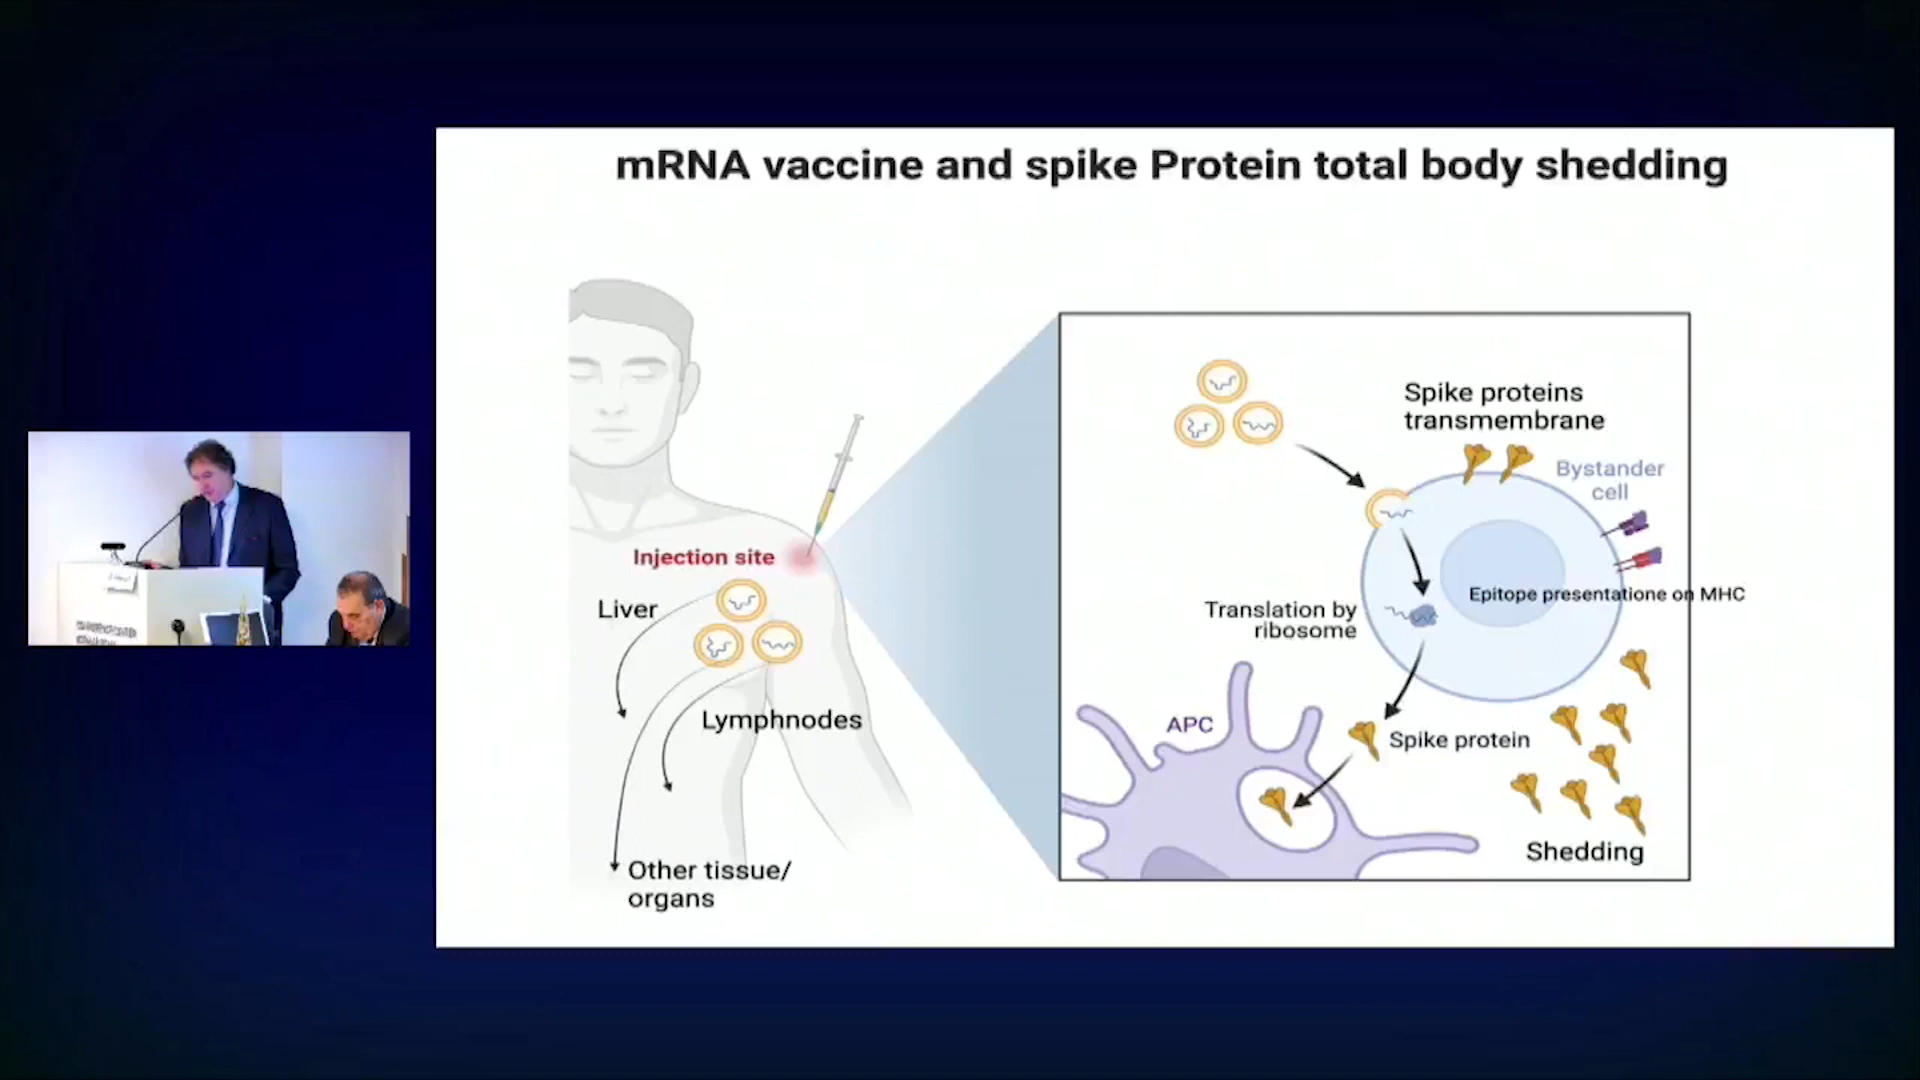 mRNA vaccine and spike Protein total body shedding
Injection site
Liver
Lymphnodes
Other tissue/
organs
Spike proteins
transmembrane
Bystander
cell
Epitope presentatione on MHC
Translation by
ribosome
APC
Spike protein
Shedding